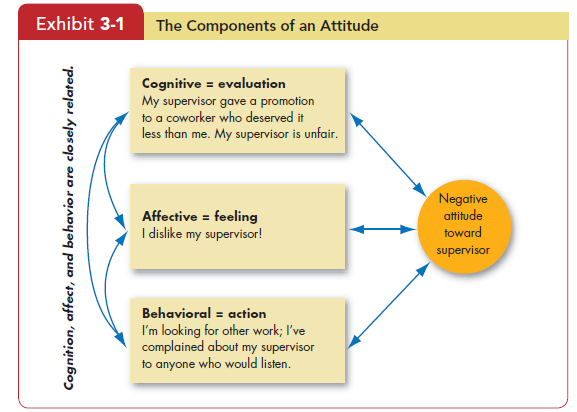 Exhibit 3-1
The Components of an Attitude
Cognition, affect, and behavior are closely related.
Cognitive = evaluation
My supervisor gave a promotion
to a coworker who deserved it
less than me. My supervisor is unfair.
Affective = feeling
I dislike my supervisor!
Behavioral = action
I'm looking for other work; I've
complained about my supervisor
to anyone who would listen.
Negative
attitude
toward
supervisor